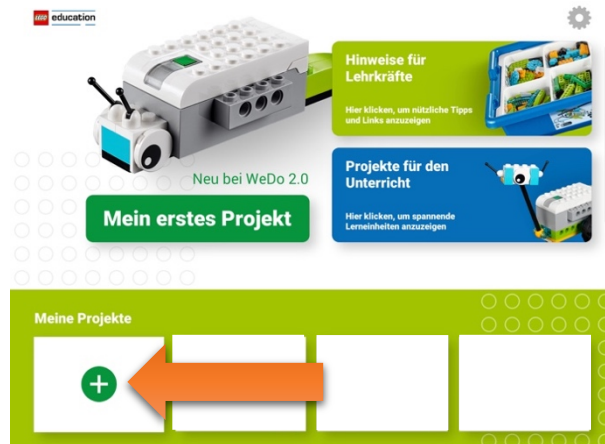 education
Hinweise für
Lehrkräfte
Hier klicken, um nützliche Tipps
und Links anzuzeigen
Neu bei WeDo 2.0
Mein erstes Projekt
Projekte für den
Unterricht
Hier klicken, um spannende
Lerneinheiten anzuzeigen
Meine Projekte